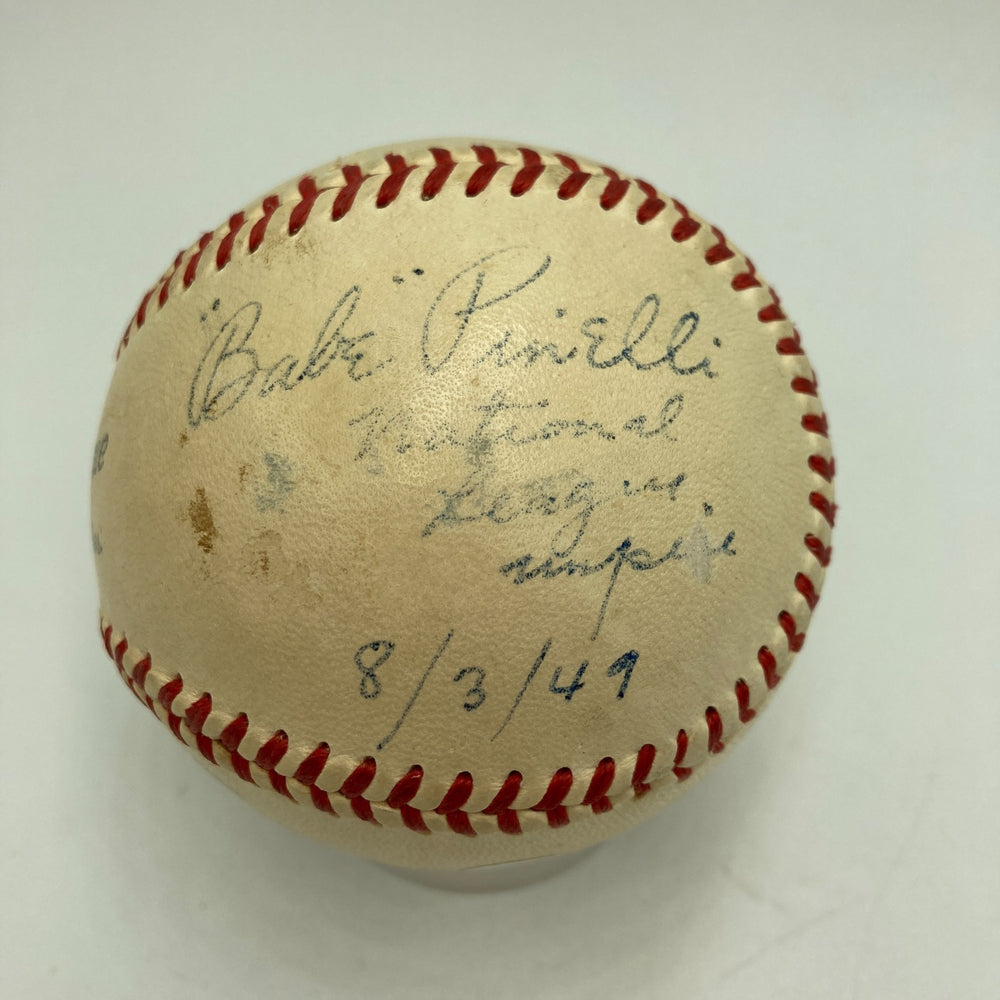 "Babe" Pinelli
National
League
umpire
8/3/49